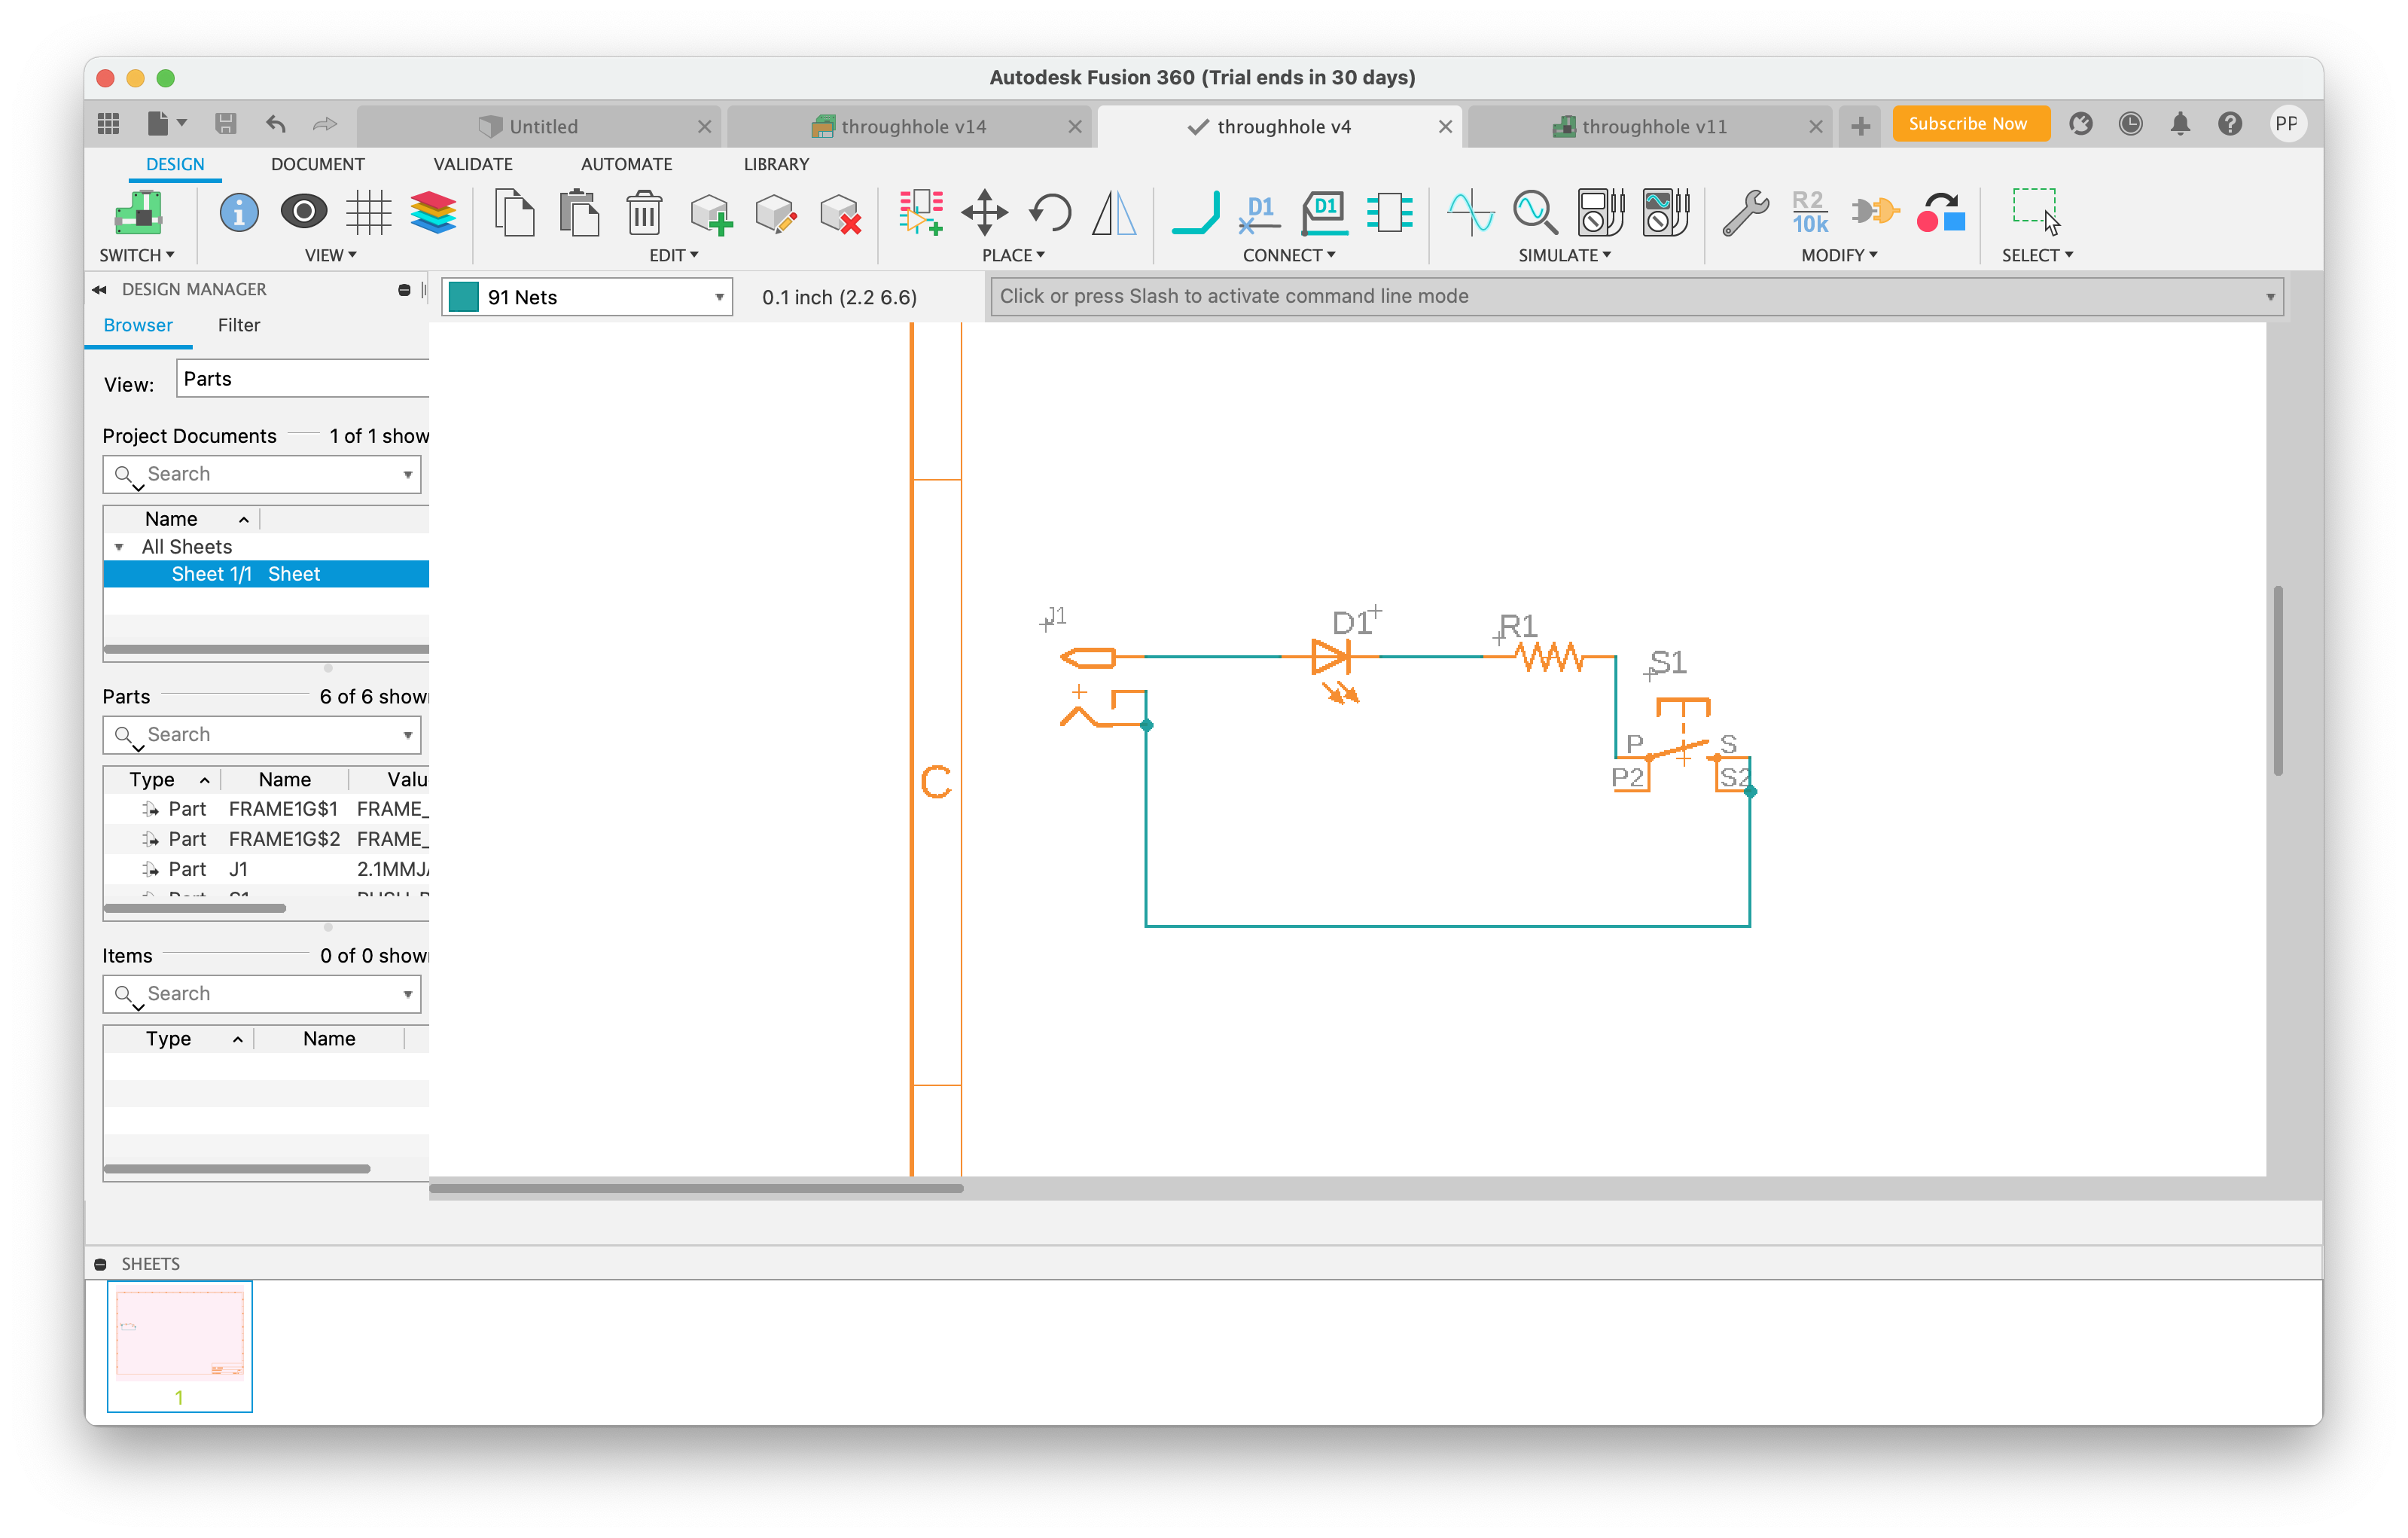 Autodesk Fusion 360 (Trial ends in 30 days)
Untitled
throughhole v14
throughhole v4
throughhole v11
Subscribe Now
PP
DESIGN
DOCUMENT
VALIDATE
AUTOMATE
LIBRARY
D1
D1
R2
10k
SWITCH
VIEW
EDIT
PLACE
CONNECT
SIMULATE
MODIFY
SELECT
DESIGN MANAGER
91 Nets
0.1 inch (2.2 6.6)
Click or press Slash to activate command line mode
Browser
Filter
View:
Parts
Project Documents
1 of 1 show
Search
Name
All Sheets
Sheet 1/1 Sheet
Parts
6 of 6 show
Search
Type Name Valu
Part FRAME1G$1 FRAME_
Part FRAME1G$2 FRAME_
Part J1 2.1MMJ
Items
0 of 0 show
Search
Type Name
J1
D1
R1
S1
P
S
P2
S2
C
SHEETS
1